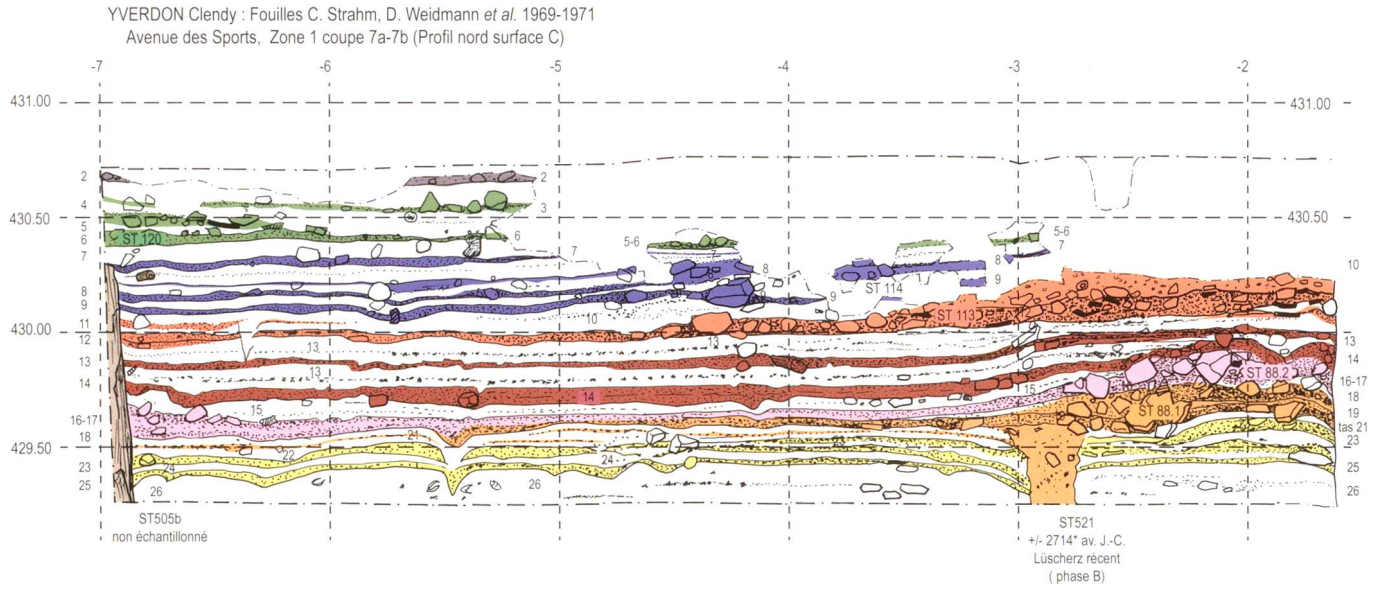 YVERDON Clendy : Fouilles C. Strahm, D. Weidmann et al. 1969-1971
Avenue des Sports, Zone 1 coupe 7a-7b (Profil nord surface C)
-7 -6 -5 -4 -3 -2
431.00 431.00
2 2
4 3
430.50 430.50
5 5-6
6 ST 120 6 5-6 7
7 7 7 8 10
8 8 8 ST 114 9
9 9
10 ST 113
11
430.00
12 13 13 13
13 13 14
14 14 15 ST 88.2 16-17
15 18
16-17 ST 88.1 19
18 21 tas 21
429.50 22 23 23
23 24 24 25
25 26 26 26
ST505b ST521
non échantillonné +/- 2714* av. J.-C.
Lüscherz récent
( phase B)